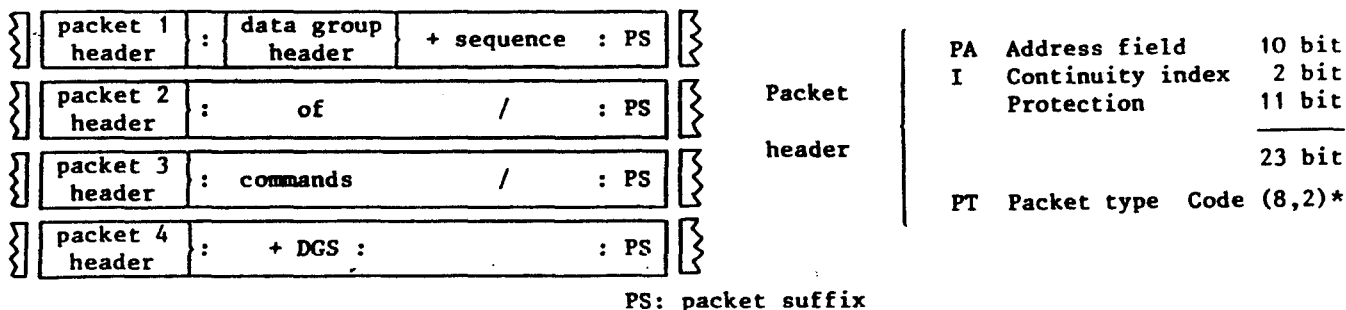 packet 1 header : data group header + sequence : PS
packet 2 header : of / : PS
packet 3 header : commands / : PS
packet 4 header : + DGS : : PS
PS: packet suffix
Packet header
PA Address field 10 bit
I Continuity index 2 bit
Protection 11 bit
23 bit
PT Packet type Code (8,2)*